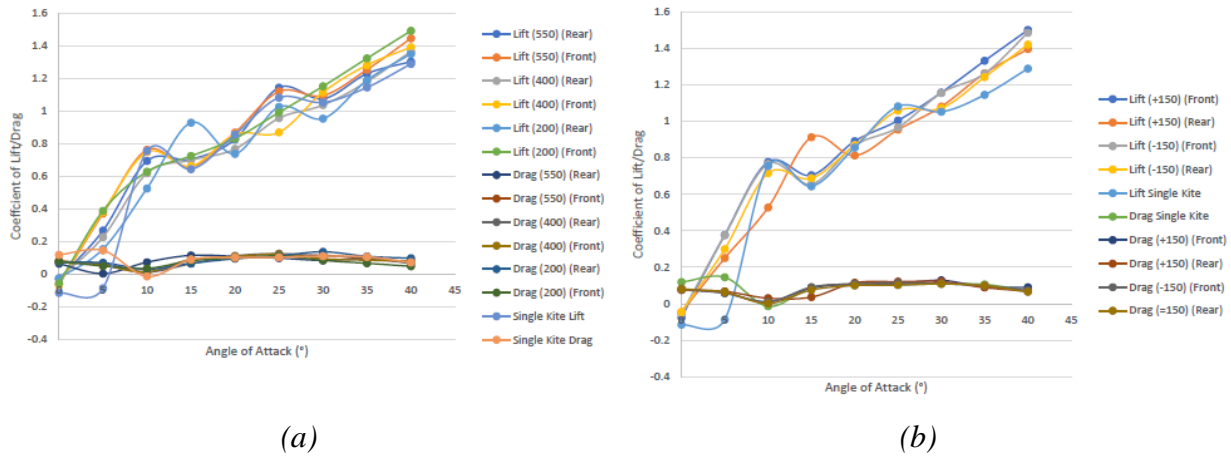 1.6
1.4
1.2
1
0.8
0.6
0.4
0.2
0
-0.2
-0.4
Coefficient of Lift/Drag
0 5 10 15 20 25 30 35 40 45
Angle of Attack (°)
Lift (550) (Rear)
Lift (550) (Front)
Lift (400) (Rear)
Lift (400) (Front)
Lift (200) (Rear)
Lift (200) (Front)
Drag (550) (Rear)
Drag (550) (Front)
Drag (400) (Rear)
Drag (400) (Front)
Drag (200) (Rear)
Drag (200) (Front)
Single Kite Lift
Single Kite Drag
(a)
1.6
1.4
1.2
1
0.8
0.6
0.4
0.2
0
-0.2
-0.4
Coefficient of Lift/Drag
0 5 10 15 20 25 30 35 40 45
Angle of Attack (°)
Lift (+150) (Front)
Lift (+150) (Rear)
Lift (-150) (Front)
Lift (-150) (Rear)
Lift Single Kite
Drag Single Kite
Drag (+150) (Front)
Drag (+150) (Rear)
Drag (-150) (Front)
Drag (=150) (Rear)
(b)